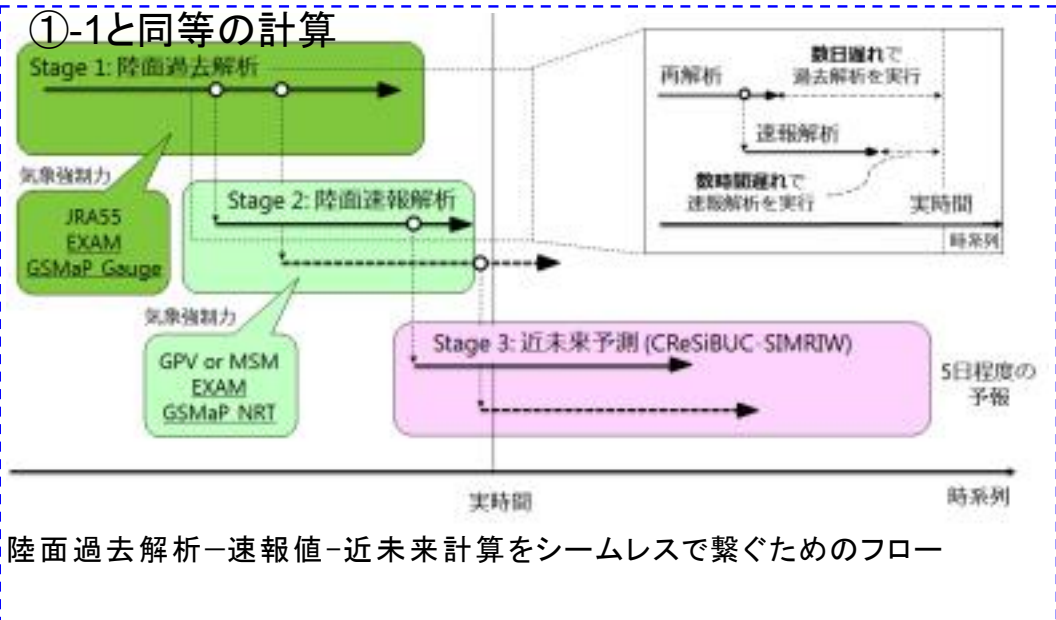 ①-1と同等の計算
Stage 1: 陸面過去解析
気象強制力
JRA55
EXAM
GSMaP Gauge
Stage 2: 陸面速報解析
気象強制力
GPV or MSM
EXAM
GSMaP NRT
Stage 3: 近未来予測 (CReSiBUC-SIMRIW)
5日程度の
予報
実時間
時系列
再解析
数日遅れで
過去解析を実行
速報解析
数時間遅れで
速報解析を実行
実時間
時系列
陸面過去解析−速報値−近未来計算をシームレスで繋ぐためのフロー